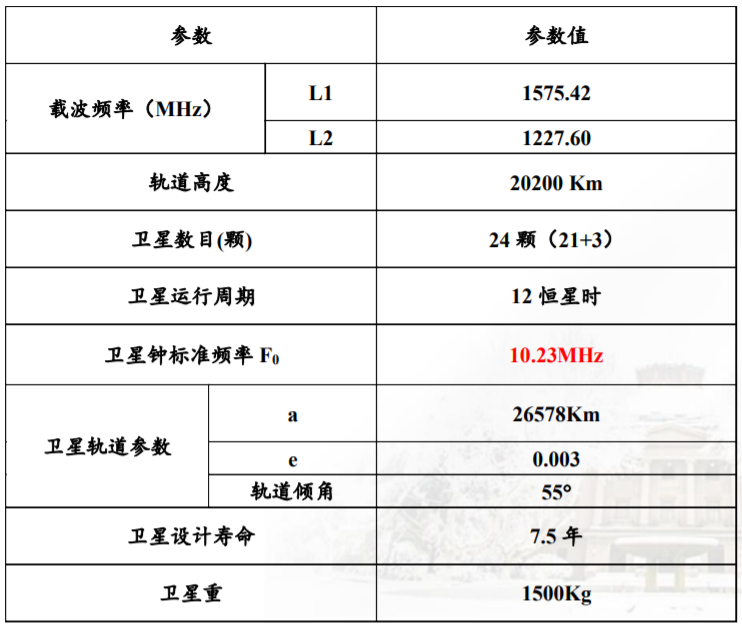 参数 参数值
载波频率（MHz） L1 1575.42
L2 1227.60
轨道高度 20200 Km
卫星数目(颗) 24 颗（21+3）
卫星运行周期 12 恒星时
卫星钟标准频率 F₀ 10.23MHz
卫星轨道参数 a 26578Km
e 0.003
轨道倾角 55°
卫星设计寿命 7.5 年
卫星重 1500Kg